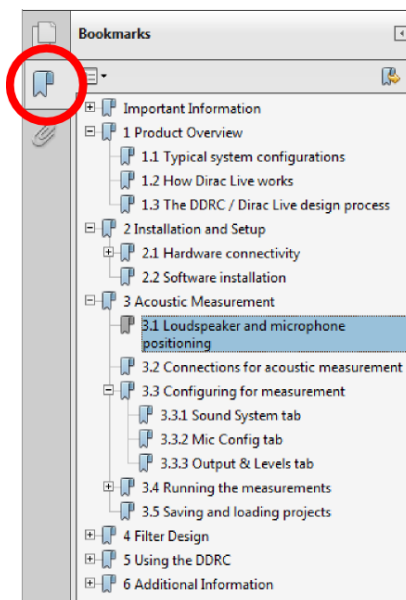 Bookmarks
Important Information
1 Product Overview
1.1 Typical system configurations
1.2 How Dirac Live works
1.3 The DDRC / Dirac Live design process
2 Installation and Setup
2.1 Hardware connectivity
2.2 Software installation
3 Acoustic Measurement
3.1 Loudspeaker and microphone
positioning
3.2 Connections for acoustic measurement
3.3 Configuring for measurement
3.3.1 Sound System tab
3.3.2 Mic Config tab
3.3.3 Output & Levels tab
3.4 Running the measurements
3.5 Saving and loading projects
4 Filter Design
5 Using the DDRC
6 Additional Information